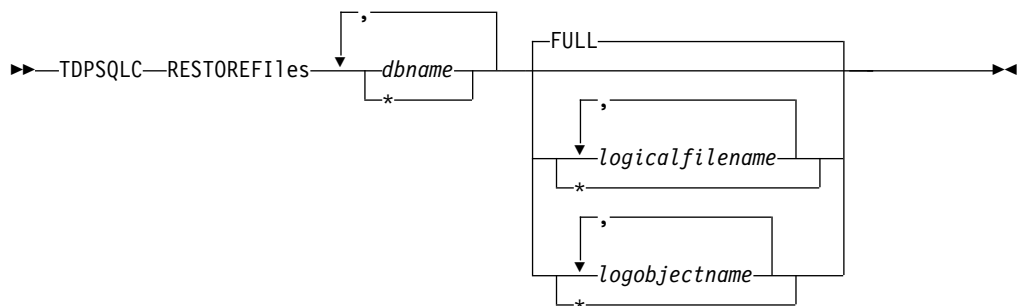 ,
FULL
TDPSQLC RESTOREFIles dbname
*
,
logicalfilename
*
,
logobjectname
*